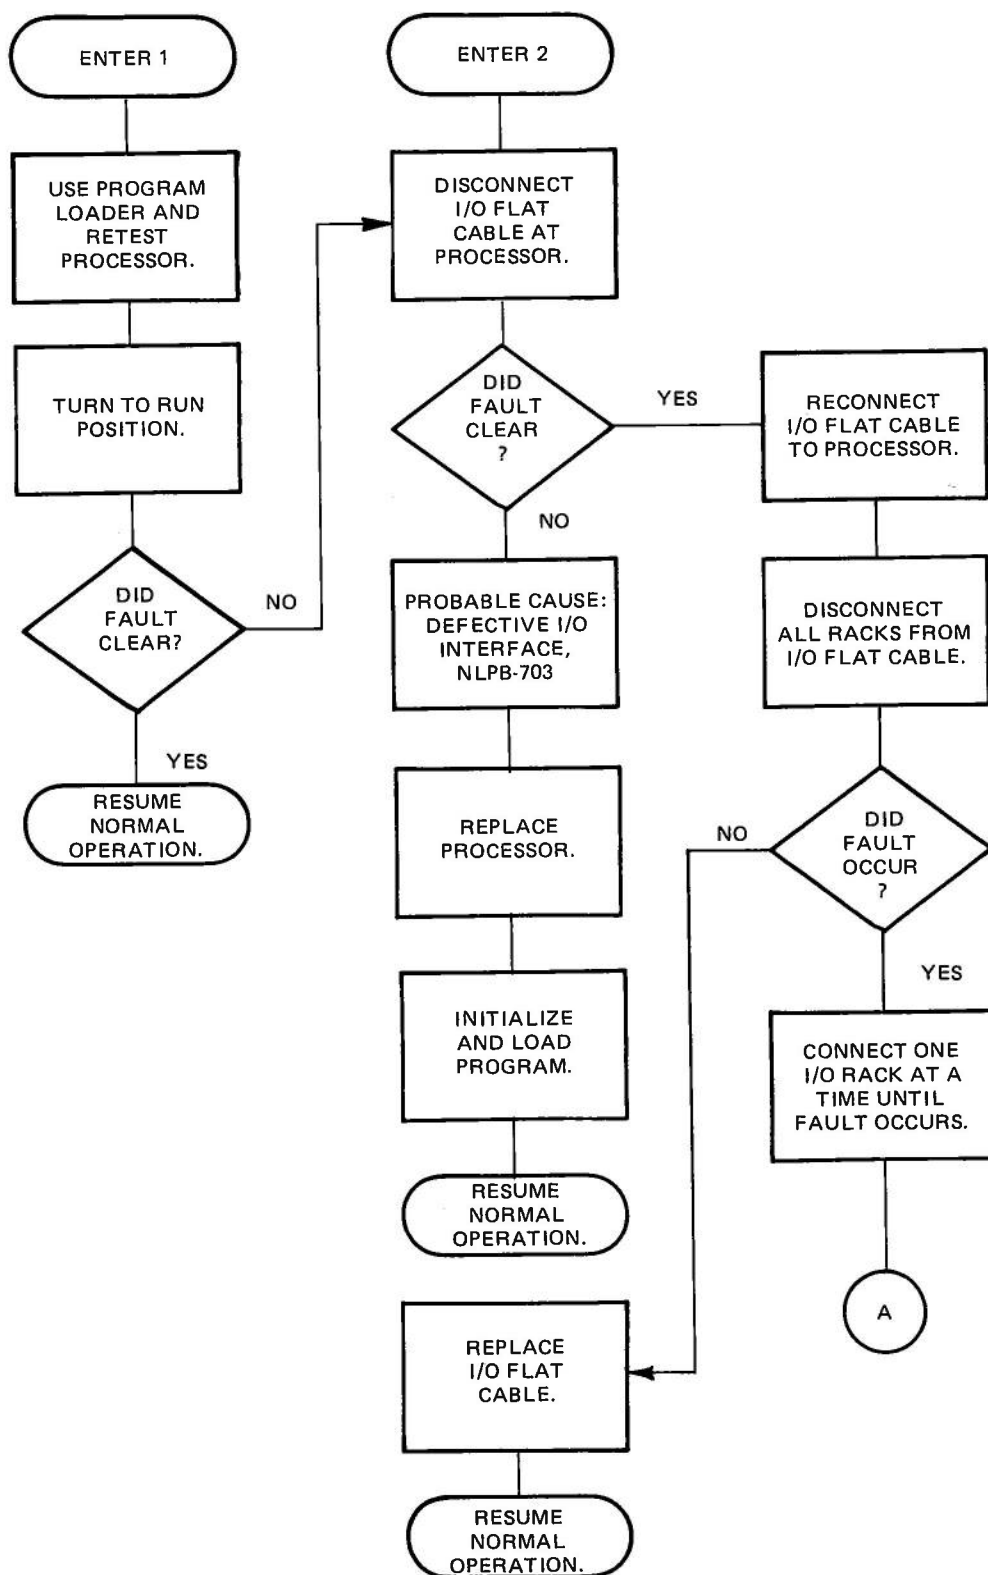 ENTER 1
USE PROGRAM
LOADER AND
RETEST
PROCESSOR.
TURN TO RUN
POSITION.
DID
FAULT
CLEAR?
NO
YES
RESUME
NORMAL
OPERATION.
ENTER 2
DISCONNECT
I/O FLAT
CABLE AT
PROCESSOR.
DID
FAULT
CLEAR
?
YES
NO
PROBABLE CAUSE:
DEFECTIVE I/O
INTERFACE,
NLPB-703
REPLACE
PROCESSOR.
INITIALIZE
AND LOAD
PROGRAM.
RESUME
NORMAL
OPERATION.
RECONNECT
I/O FLAT CABLE
TO PROCESSOR.
DISCONNECT
ALL RACKS FROM
I/O FLAT CABLE.
DID
FAULT
OCCUR
?
NO
YES
CONNECT ONE
I/O RACK AT A
TIME UNTIL
FAULT OCCURS.
A
REPLACE
I/O FLAT
CABLE.
RESUME
NORMAL
OPERATION.